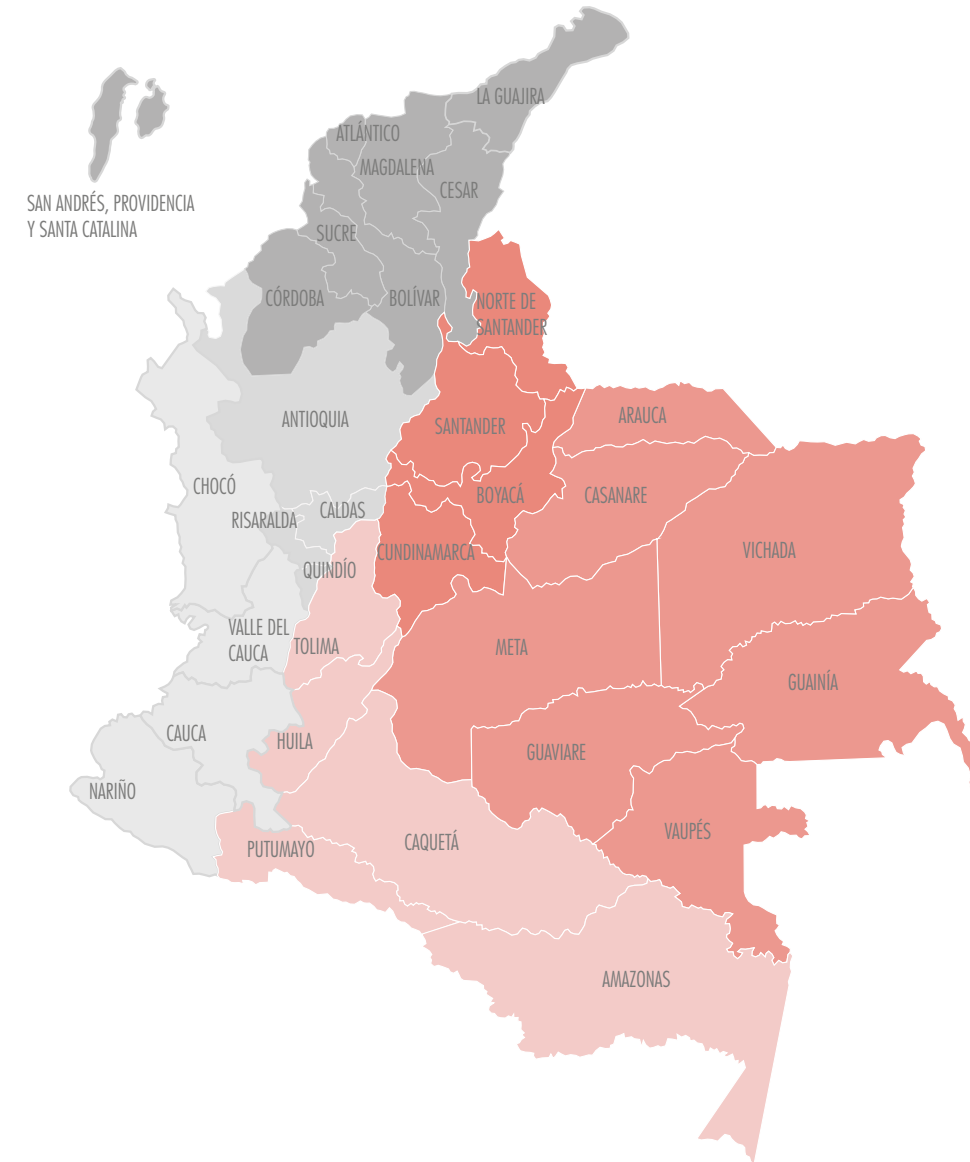 LA GUAJIRA
ATLÁNTICO
MAGDALENA
CESAR
SAN ANDRÉS, PROVIDENCIA
Y SANTA CATALINA
SUCRE
CÓRDOBA
BOLÍVAR
NORTE DE
SANTANDER
ANTIOQUIA
SANTANDER
ARAUCA
CHOCÓ
BOYACÁ
CASANARE
CALDAS
RISARALDA
CUNDINAMARCA
VICHADA
QUINDÍO
VALLE DEL
CAUCA
TOLIMA
META
GUAINÍA
CAUCA
HUILA
GUAVIARE
NARIÑO
VAUPÉS
CAQUETÁ
PUTUMAYO
AMAZONAS